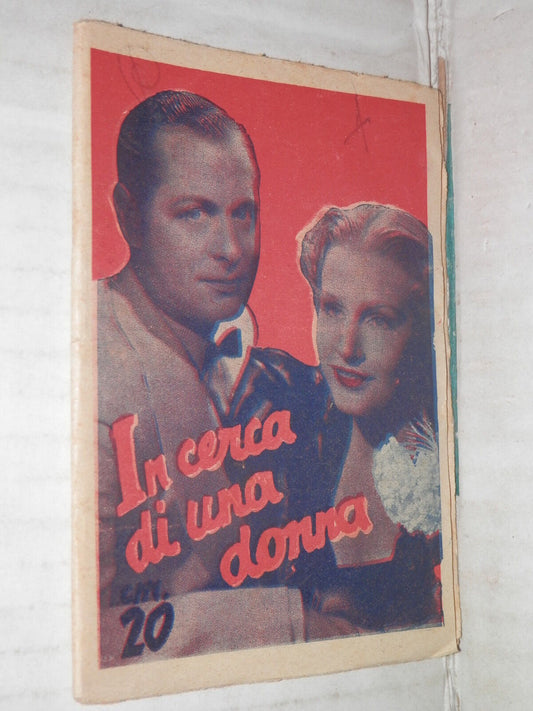 In cerca
di una
donna
cent.
20